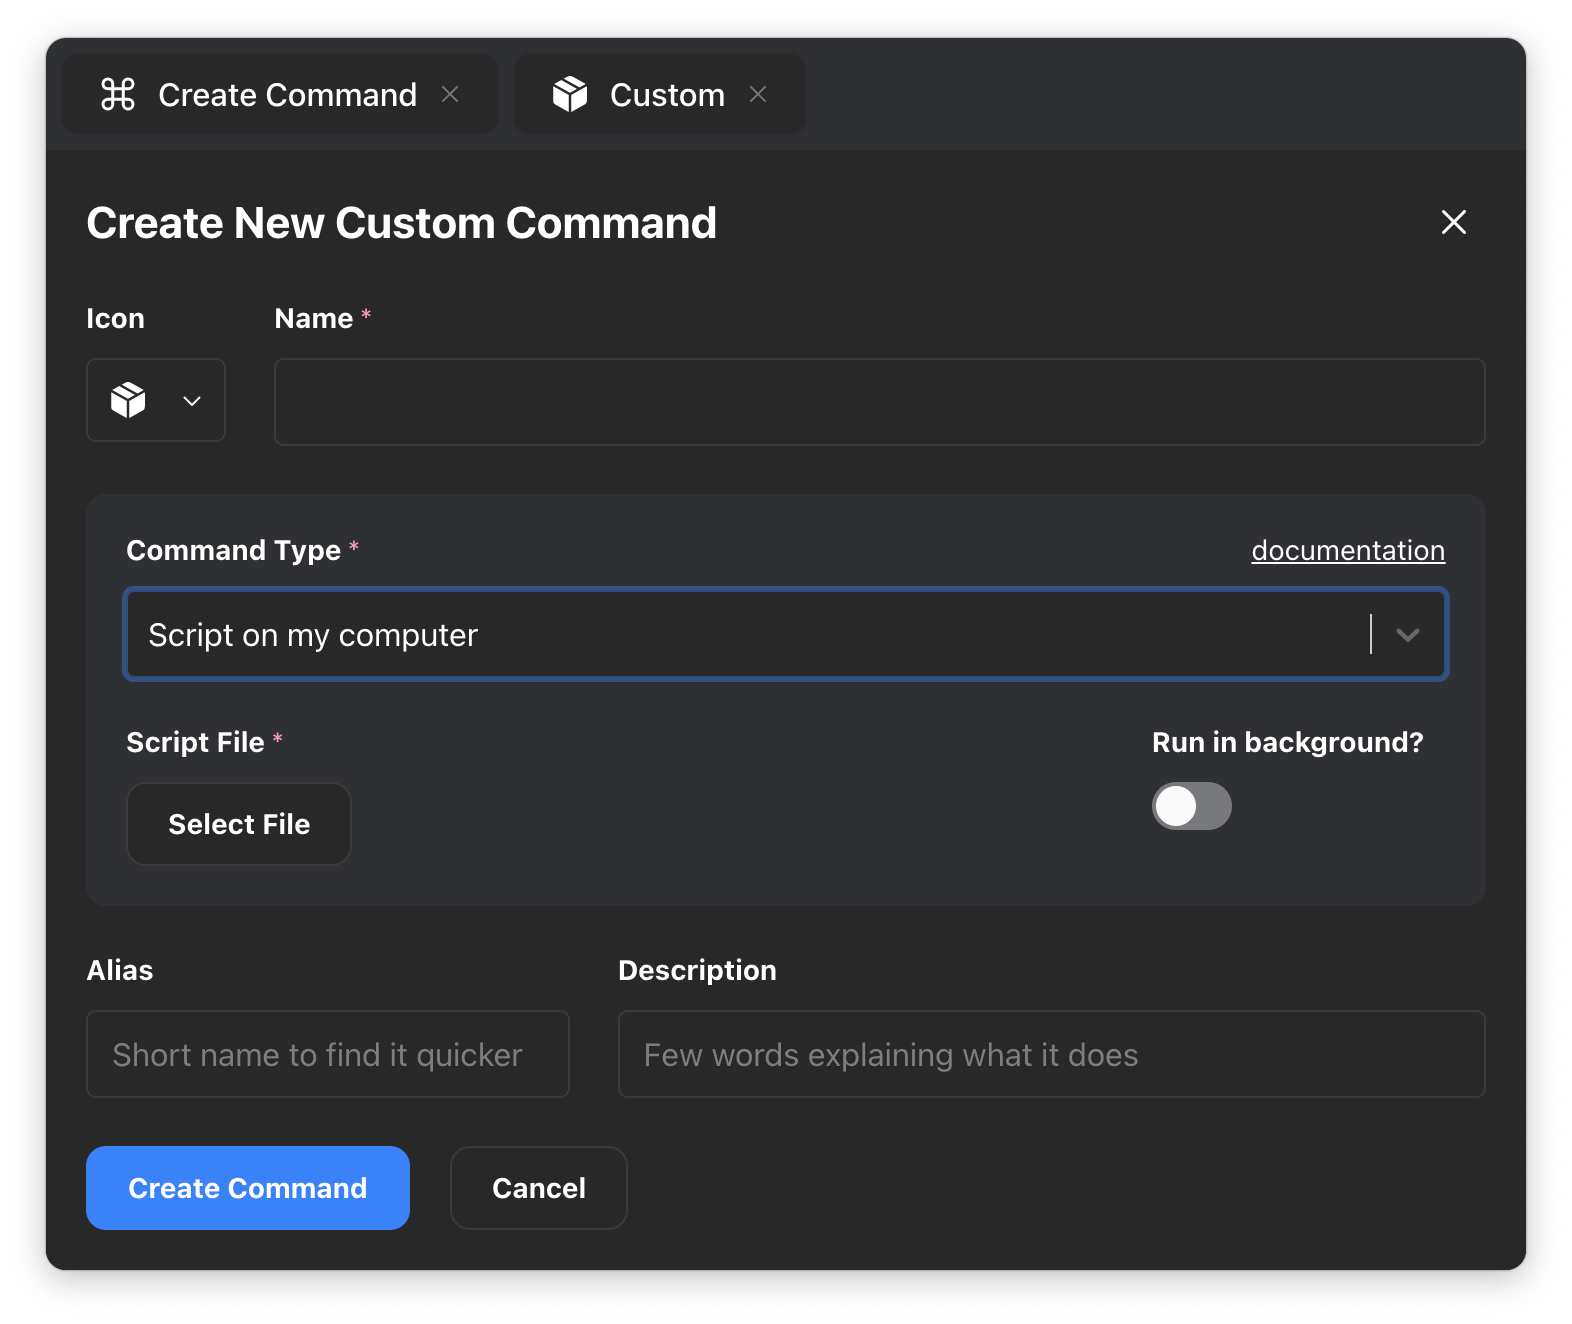 Create Command
Custom
Create New Custom Command
Icon
Name *
Command Type *
documentation
Script on my computer
Script File *
Run in background?
Select File
Alias
Description
Short name to find it quicker
Few words explaining what it does
Create Command
Cancel